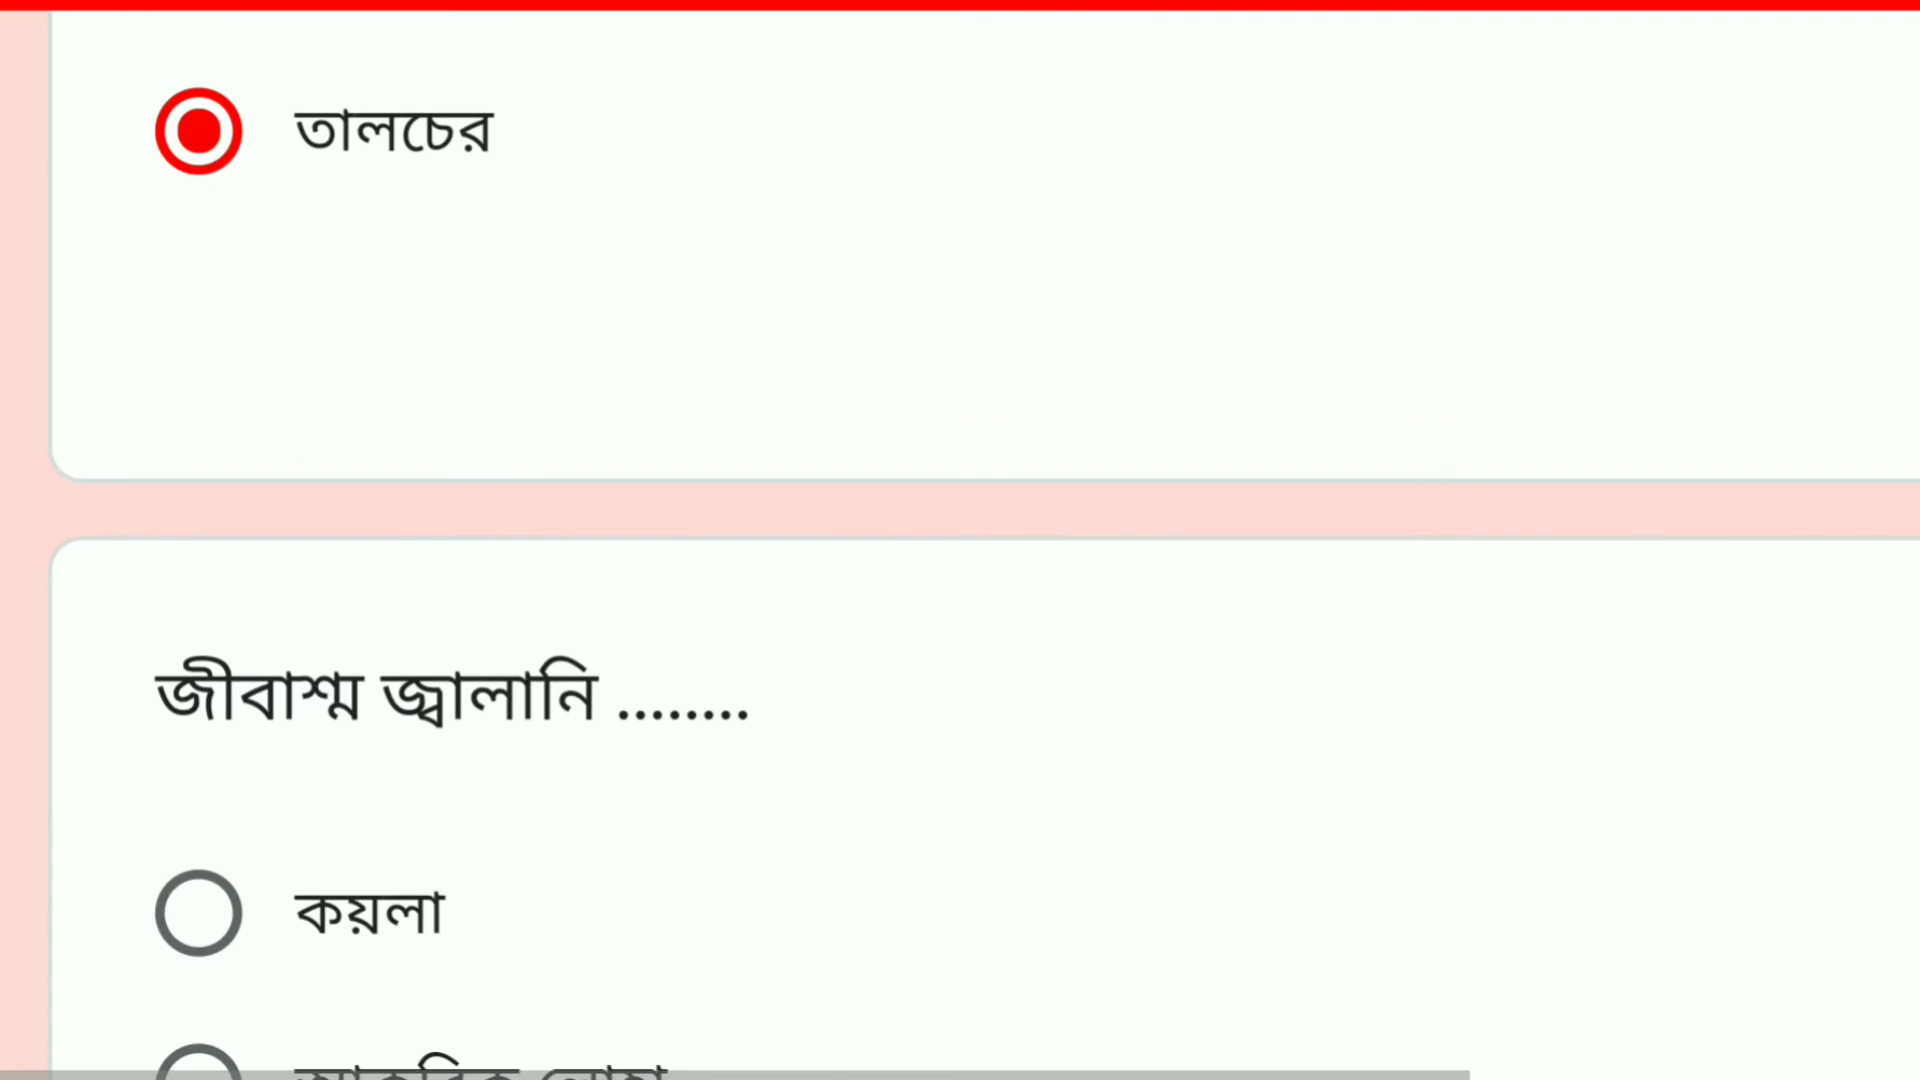 তালচের
জীবাশ্ম জ্বালানি ........
কয়লা